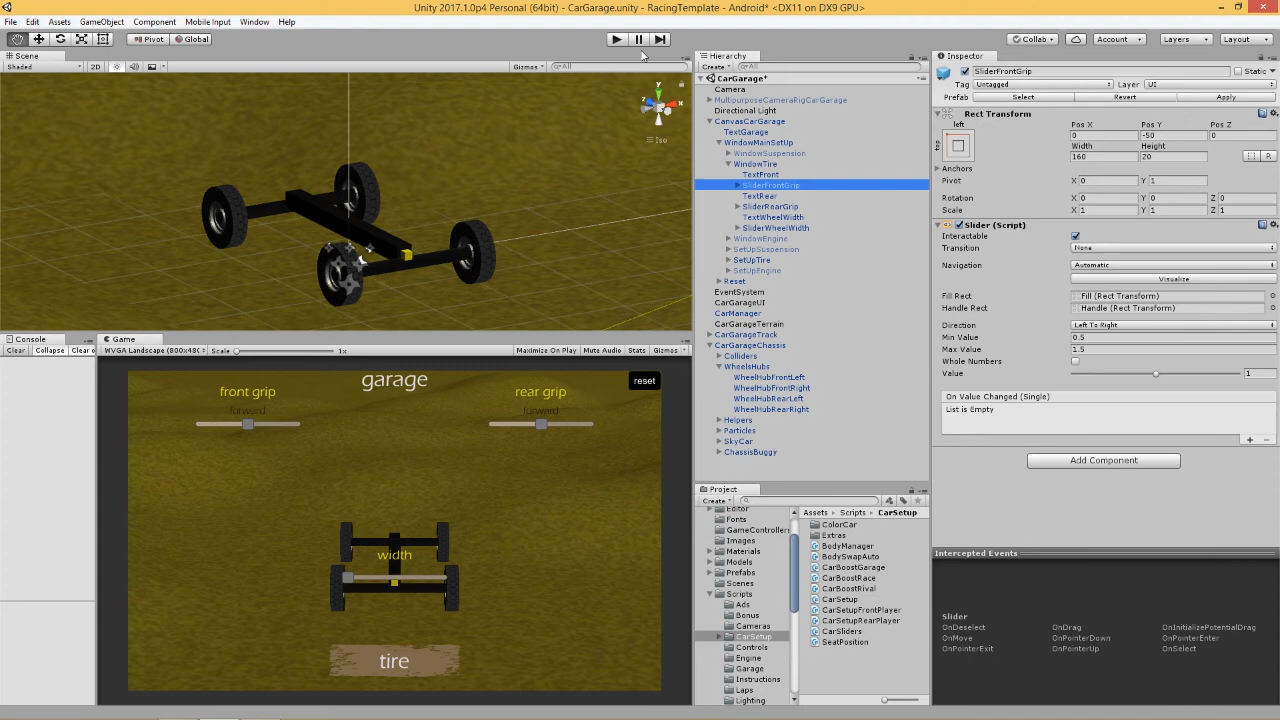 Unity 2017.1.0p4 Personal (64bit) - CarGarage.unity - RacingTemplate - Android* <DX11 on DX9 GPU>
File Edit Assets GameObject Component Mobile Input Window Help
Pivot Global Collab Account Layers Layout
Scene
Shaded 2D Gizmos All
y
x
z
Iso
Console
Clear Collapse Clear o
Game
WVGA Landscape (800x48( Scale 1x Maximize On Play Mute Audio Stats Gizmos
garage
reset
front grip rear grip
forward forward
width
tire
Hierarchy
Create All
CarGarage*
Camera
MultipurposeCameraRigCarGarage
Directional Light
CanvasCarGarage
TextGarage
WindowMainSetUp
WindowSuspension
WindowTire
TextFront
SliderFrontGrip
TextRear
SliderRearGrip
TextWheelWidth
SliderWheelWidth
WindowEngine
SetUpSuspension
SetUpTire
SetUpEngine
Reset
EventSystem
CarGarageUI
CarManager
CarGarageTerrain
CarGarageTrack
CarGarageChassis
Colliders
WheelsHubs
WheelHubFrontLeft
WheelHubFrontRight
WheelHubRearLeft
WheelHubRearRight
Helpers
Particles
SkyCar
ChassisBuggy
Project
Create
Editor
Fonts
GameControllers
Images
Materials
Models
Prefabs
Scenes
Scripts
Ads
Bonus
Cameras
CarSetup
Controls
Engine
Garage
Instructions
Laps
Lighting
Assets Scripts CarSetup
ColorCar
Extras
BodyManager
BodySwapAuto
CarBoostGarage
CarBoostRace
CarBoostRival
CarSetup
CarSetupFrontPlayer
CarSetupRearPlayer
CarSliders
SeatPosition
Inspector
SliderFrontGrip Static
Tag Untagged Layer UI
Prefab Select Revert Apply
Rect Transform
left Pos X Pos Y Pos Z
top 0 -50 0
Width Height
160 20 R
Anchors
Pivot X 0 Y 1
Rotation X 0 Y 0 Z 0
Scale X 1 Y 1 Z 1
Slider (Script)
Interactable
Transition None
Navigation Automatic
Visualize
Fill Rect Fill (Rect Transform)
Handle Rect Handle (Rect Transform)
Direction Left To Right
Min Value 0.5
Max Value 1.5
Whole Numbers
Value 1
On Value Changed (Single)
List is Empty
Add Component
Intercepted Events
Slider
OnDeselect OnDrag OnInitializePotentialDrag
OnMove OnPointerDown OnPointerEnter
OnPointerExit OnPointerUp OnSelect